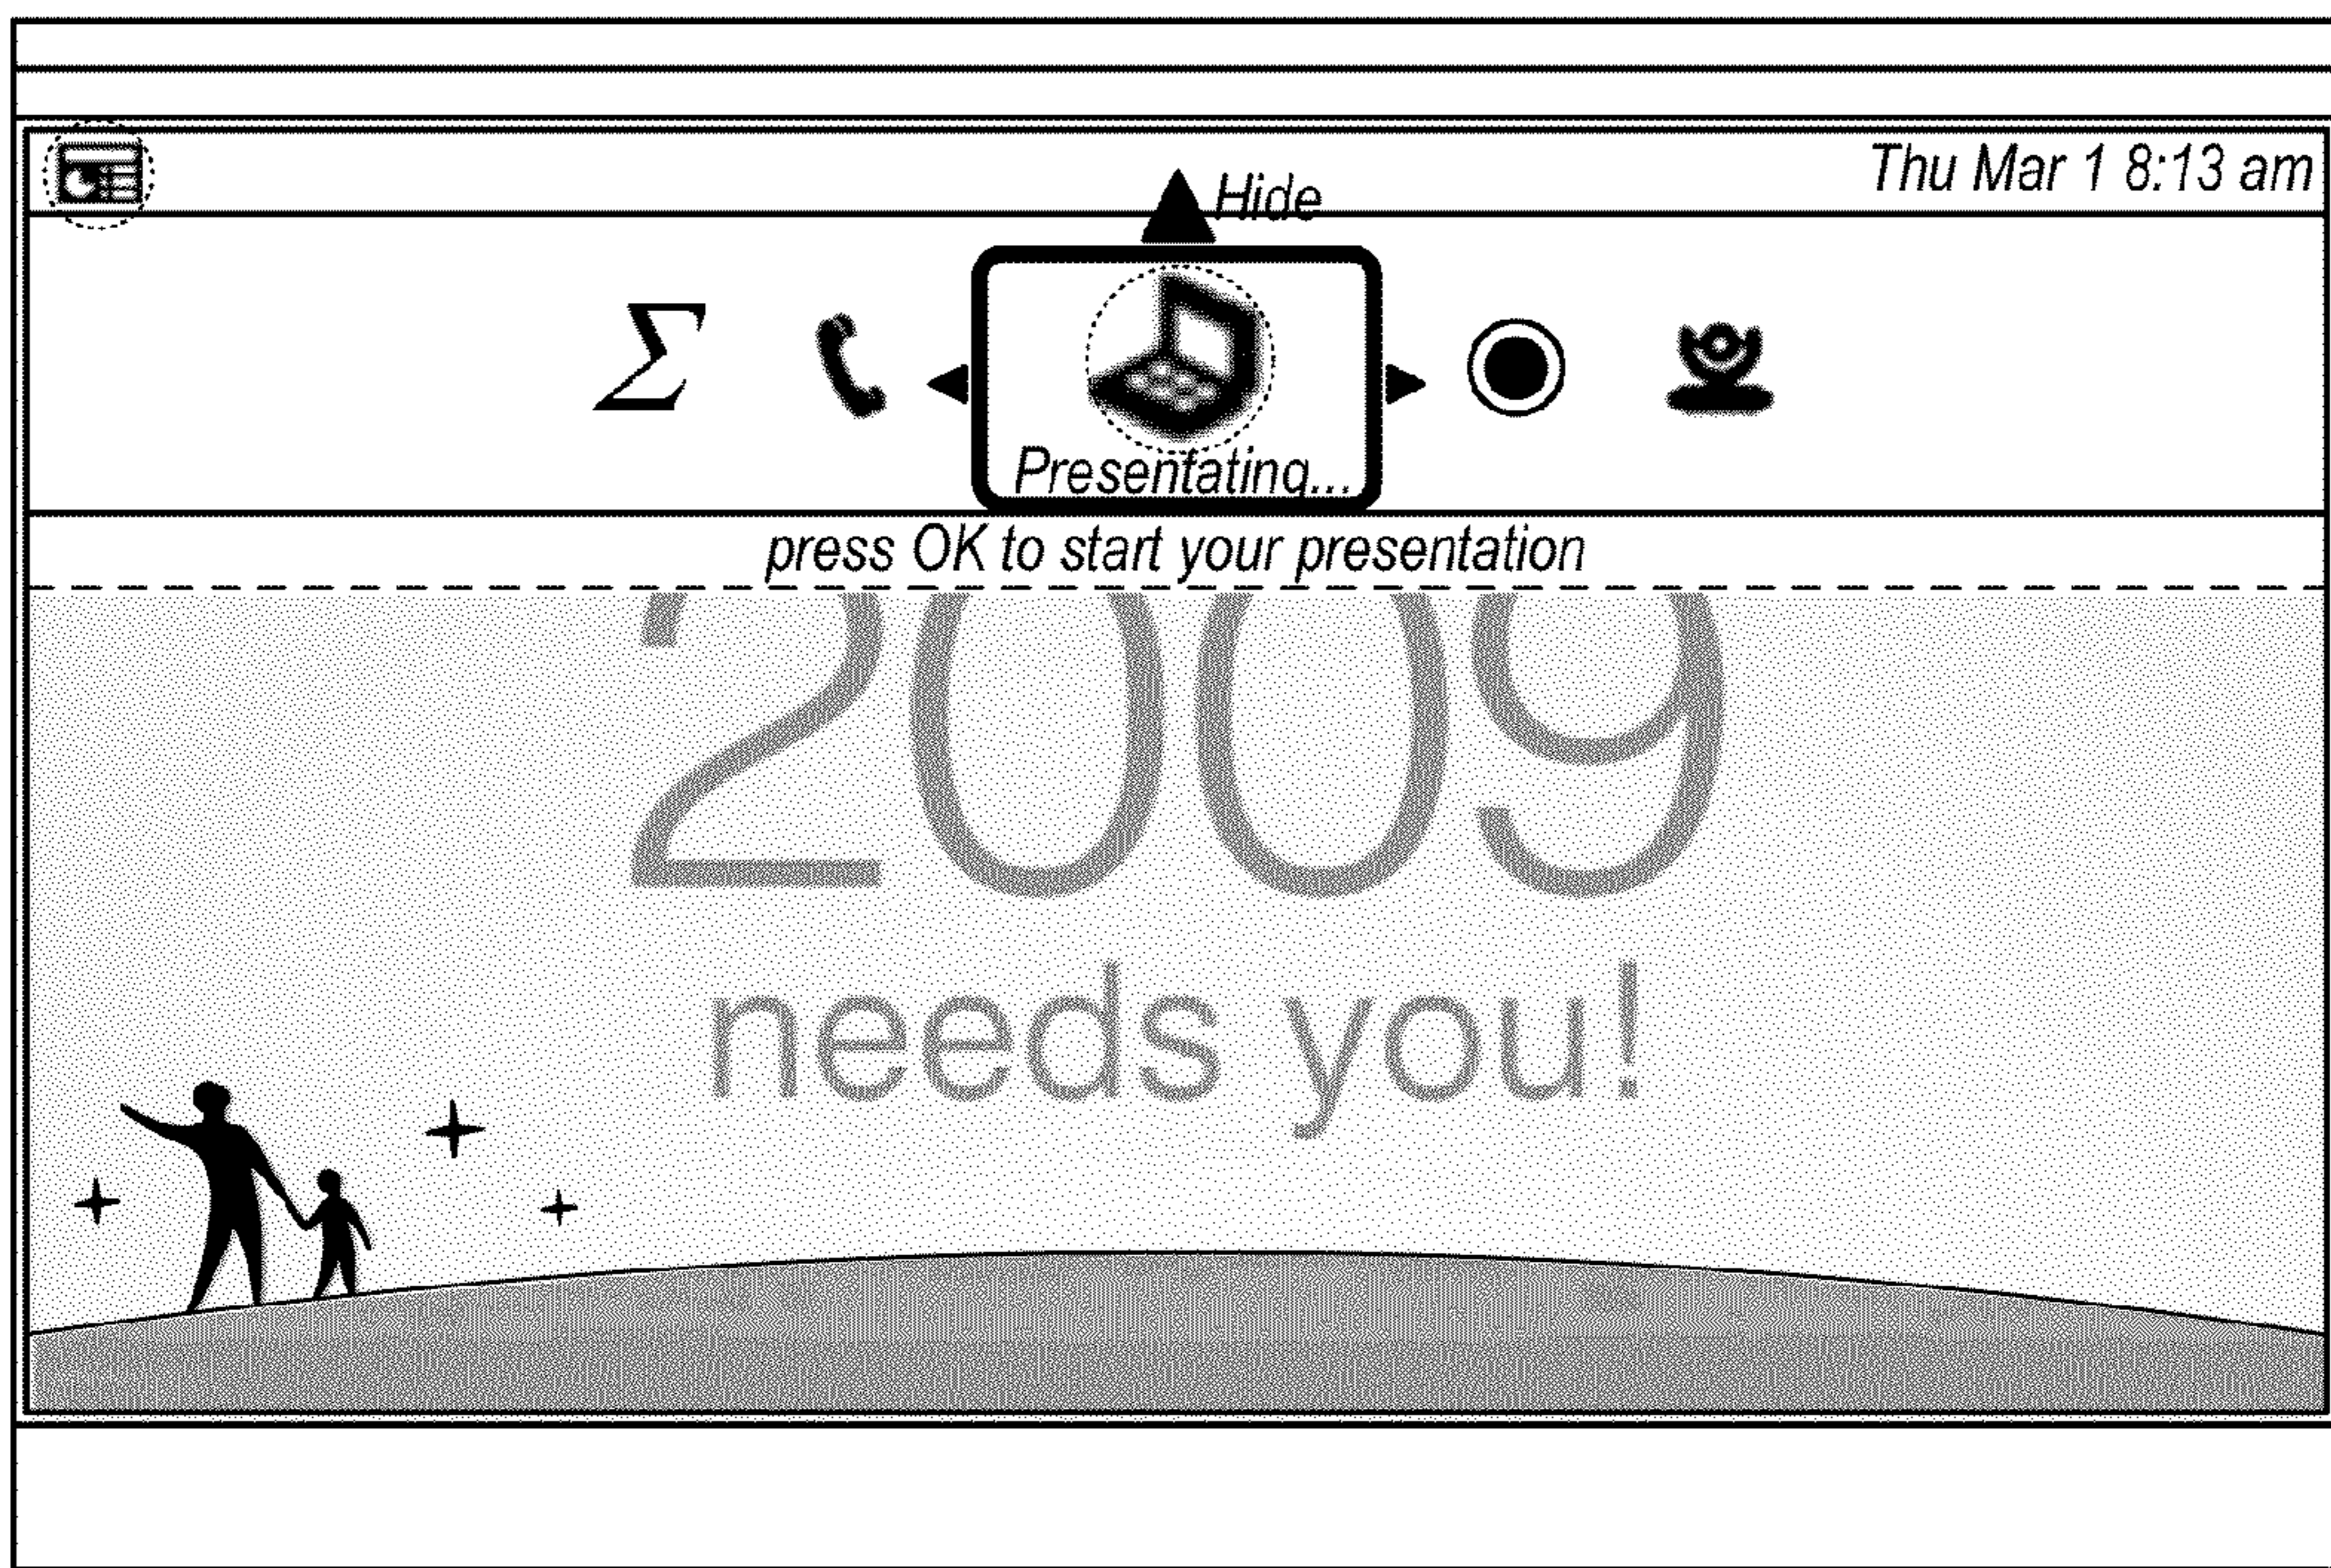 Thu Mar 1 8:13 am
Hide
Σ
Presentating...
press OK to start your presentation
2009
needs you!